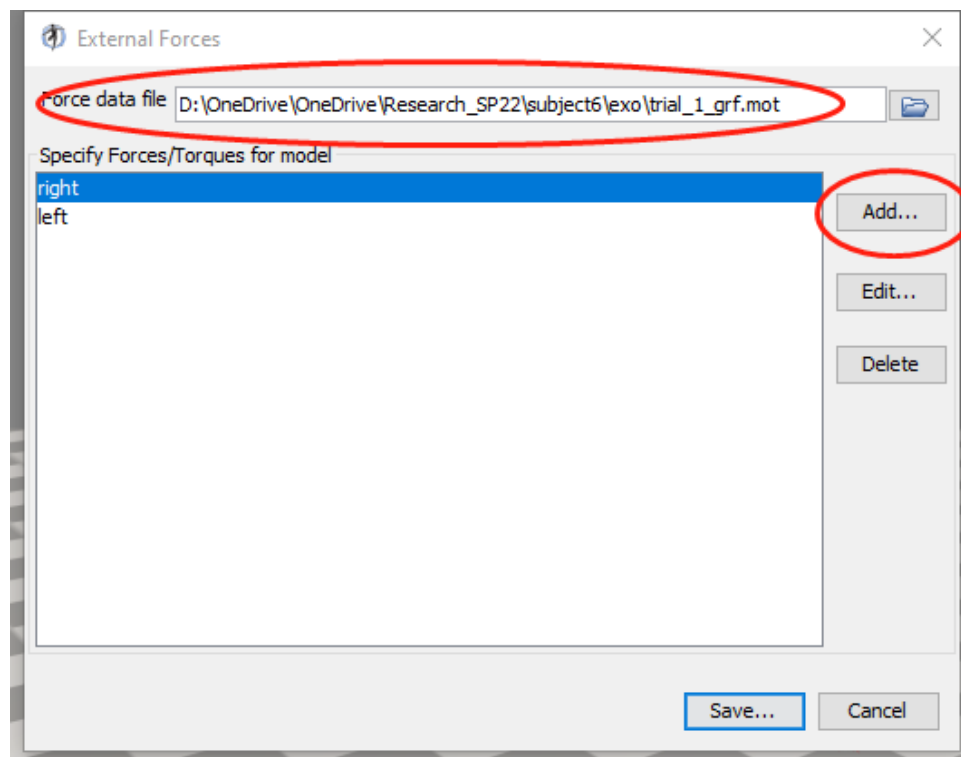 External Forces
Force data file D:\OneDrive\OneDrive\Research_SP22\subject6\exo\trial_1_grf.mot
Specify Forces/Torques for model
right
left
Add...
Edit...
Delete
Save... Cancel